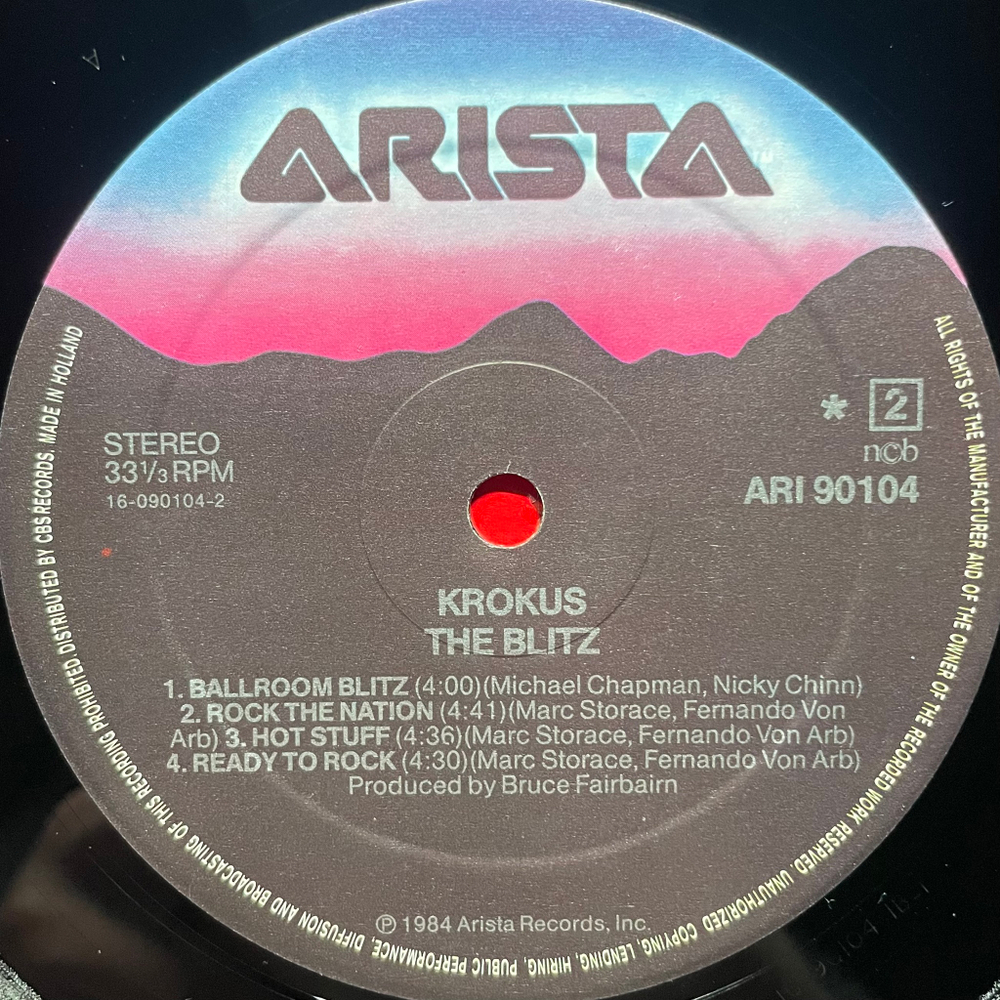 ARISTA TM
STEREO
33⅓ RPM
16-090104-2
* 2
n©b
ARI 90104
KROKUS
THE BLITZ
1. BALLROOM BLITZ (4:00)(Michael Chapman, Nicky Chinn)
2. ROCK THE NATION (4:41)(Marc Storace, Fernando Von
Arb) 3. HOT STUFF (4:36)(Marc Storace, Fernando Von Arb)
4. READY TO ROCK (4:30)(Marc Storace, Fernando Von Arb)
Produced by Bruce Fairbairn
℗ 1984 Arista Records, Inc.
ALL RIGHTS OF THE MANUFACTURER AND OF THE OWNER OF THE RECORDED WORK RESERVED. UNAUTHORIZED COPYING, LENDING, HIRING, PUBLIC PERFORMANCE, DIFFUSION AND BROADCASTING OF THIS RECORDING PROHIBITED. DISTRIBUTED BY CBS RECORDS. MADE IN HOLLAND